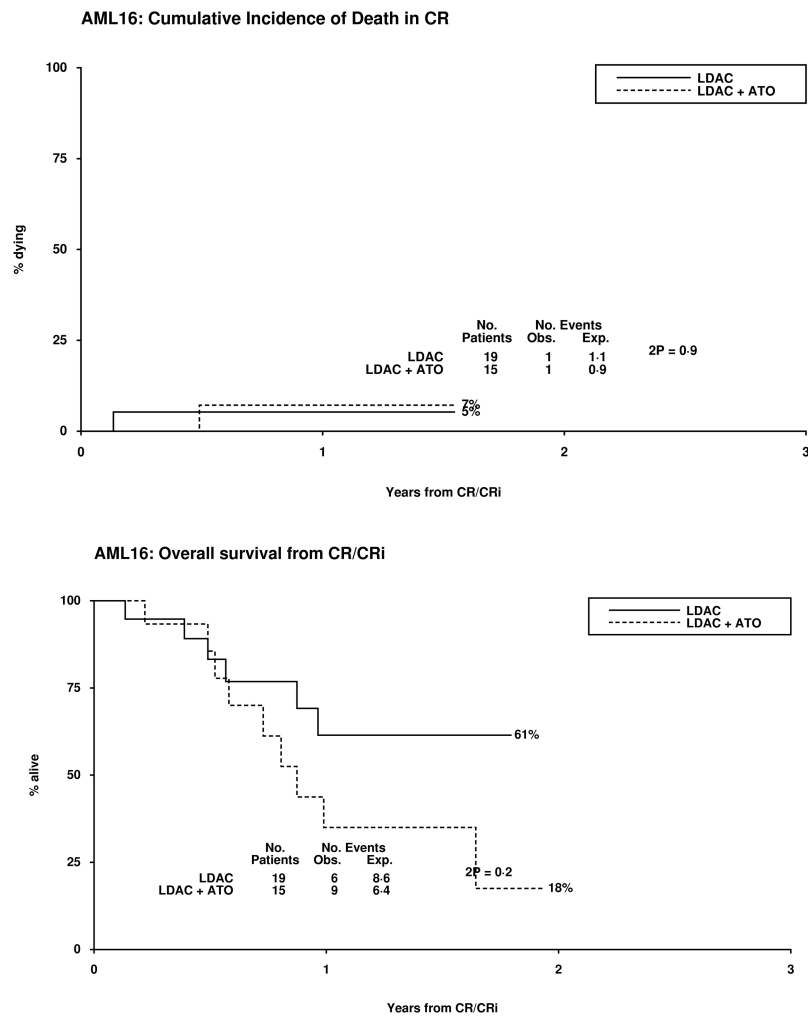 AML16: Cumulative Incidence of Death in CR
100
LDAC
LDAC + ATO
75
% dying
50
No. No. Events
Patients Obs. Exp.
25
2P = 0·9
LDAC 19 1 1·1
LDAC + ATO 15 1 0·9
7%
5%
0
0 1 2 3
Years from CR/CRi
AML16: Overall survival from CR/CRi
100
LDAC
LDAC + ATO
75
61%
% alive
50
No. No. Events
Patients Obs. Exp.
25
2P = 0·2
LDAC 19 6 8·6
LDAC + ATO 15 9 6·4
18%
0
0 1 2 3
Years from CR/CRi